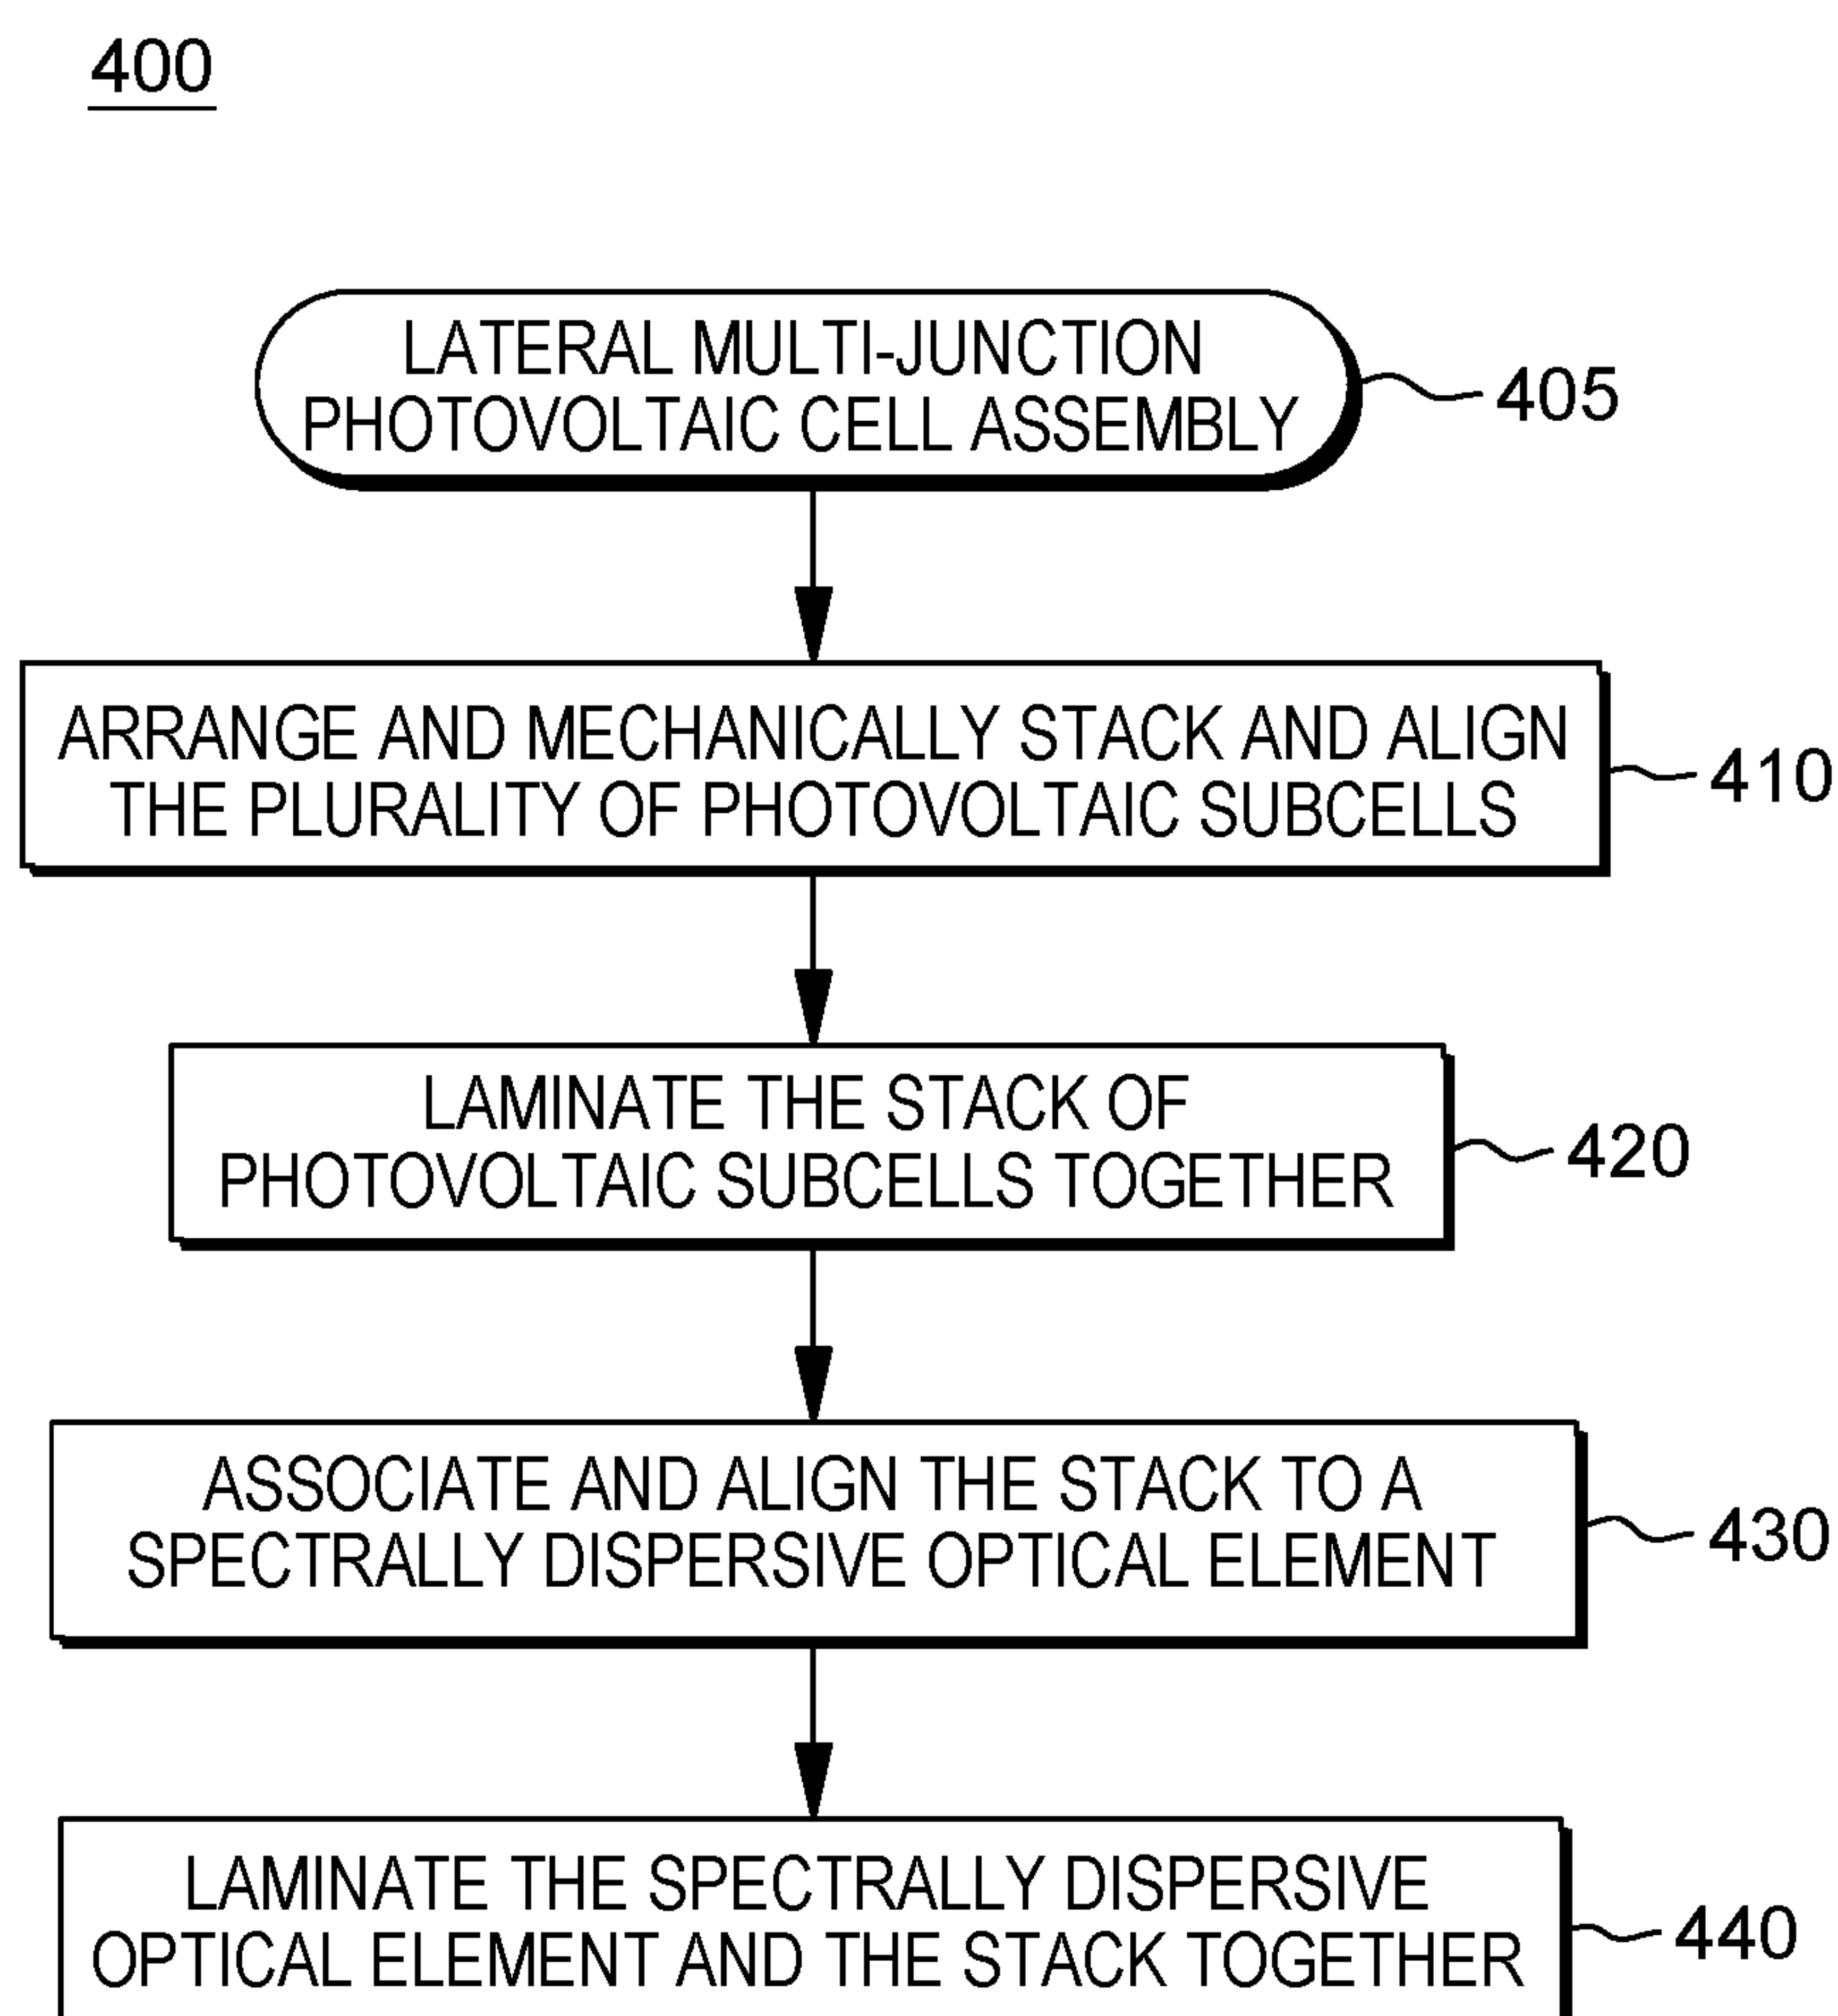 400
LATERAL MULTI-JUNCTION
PHOTOVOLTAIC CELL ASSEMBLY
405
ARRANGE AND MECHANICALLY STACK AND ALIGN
THE PLURALITY OF PHOTOVOLTAIC SUBCELLS
410
LAMINATE THE STACK OF
PHOTOVOLTAIC SUBCELLS TOGETHER
420
ASSOCIATE AND ALIGN THE STACK TO A
SPECTRALLY DISPERSIVE OPTICAL ELEMENT
430
LAMINATE THE SPECTRALLY DISPERSIVE
OPTICAL ELEMENT AND THE STACK TOGETHER
440